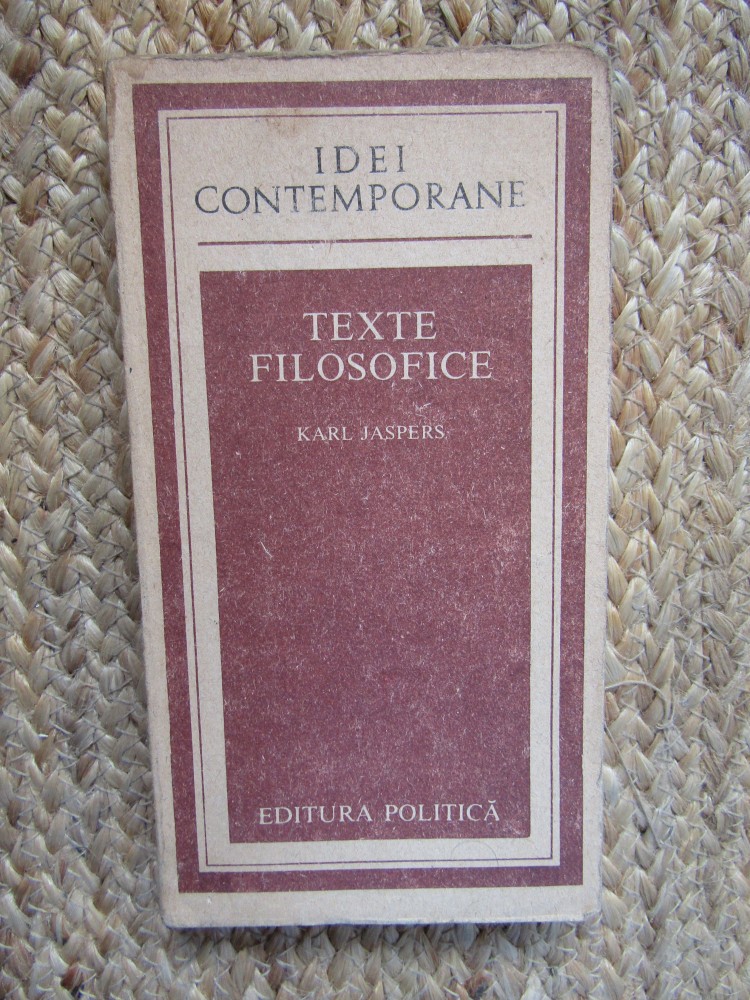 IDEI
CONTEMPORANE
TEXTE
FILOSOFICE
KARL JASPERS
EDITURA POLITICĂ